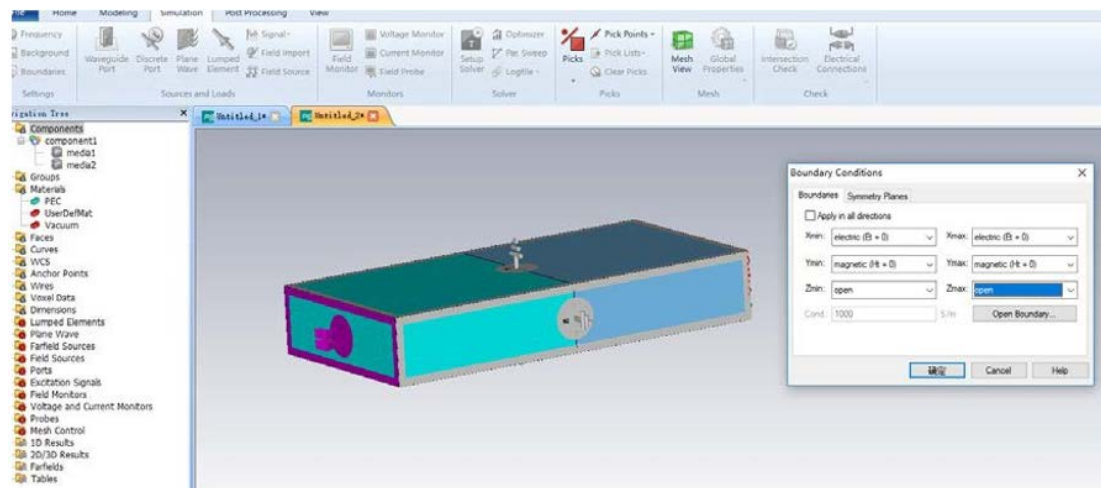 File Home Modeling Simulation Post Processing View
Frequency
Background
Boundaries
Settings
Waveguide Port
Discrete Port
Plane Wave
Lumped Element
Signal
Field Import
Field Source
Sources and Loads
Field Monitor
Voltage Monitor
Current Monitor
Field Probe
Monitors
Setup Solver
Optimizer
Par. Sweep
Logfile
Solver
Picks
Pick Points
Pick Lists
Clear Picks
Picks
Mesh View
Global Properties
Mesh
Intersection Check
Electrical Connections
Check
vigation Tree
Untitled_1*
Untitled_2*
Components
component1
media1
media2
Groups
Materials
PEC
UserDefMat
Vacuum
Faces
Curves
WCS
Anchor Points
Wires
Voxel Data
Dimensions
Lumped Elements
Plane Wave
Farfield Sources
Field Sources
Ports
Excitation Signals
Field Monitors
Voltage and Current Monitors
Probes
Mesh Control
1D Results
2D/3D Results
Farfields
Tables
Boundary Conditions
Boundaries Symmetry Planes
Apply in all directions
Xmin: electric (Et = 0) Xmax: electric (Et = 0)
Ymin: magnetic (Ht = 0) Ymax: magnetic (Ht = 0)
Zmin: open Zmax: open
Cond.: 1000 S/m Open Boundary...
确定 Cancel Help